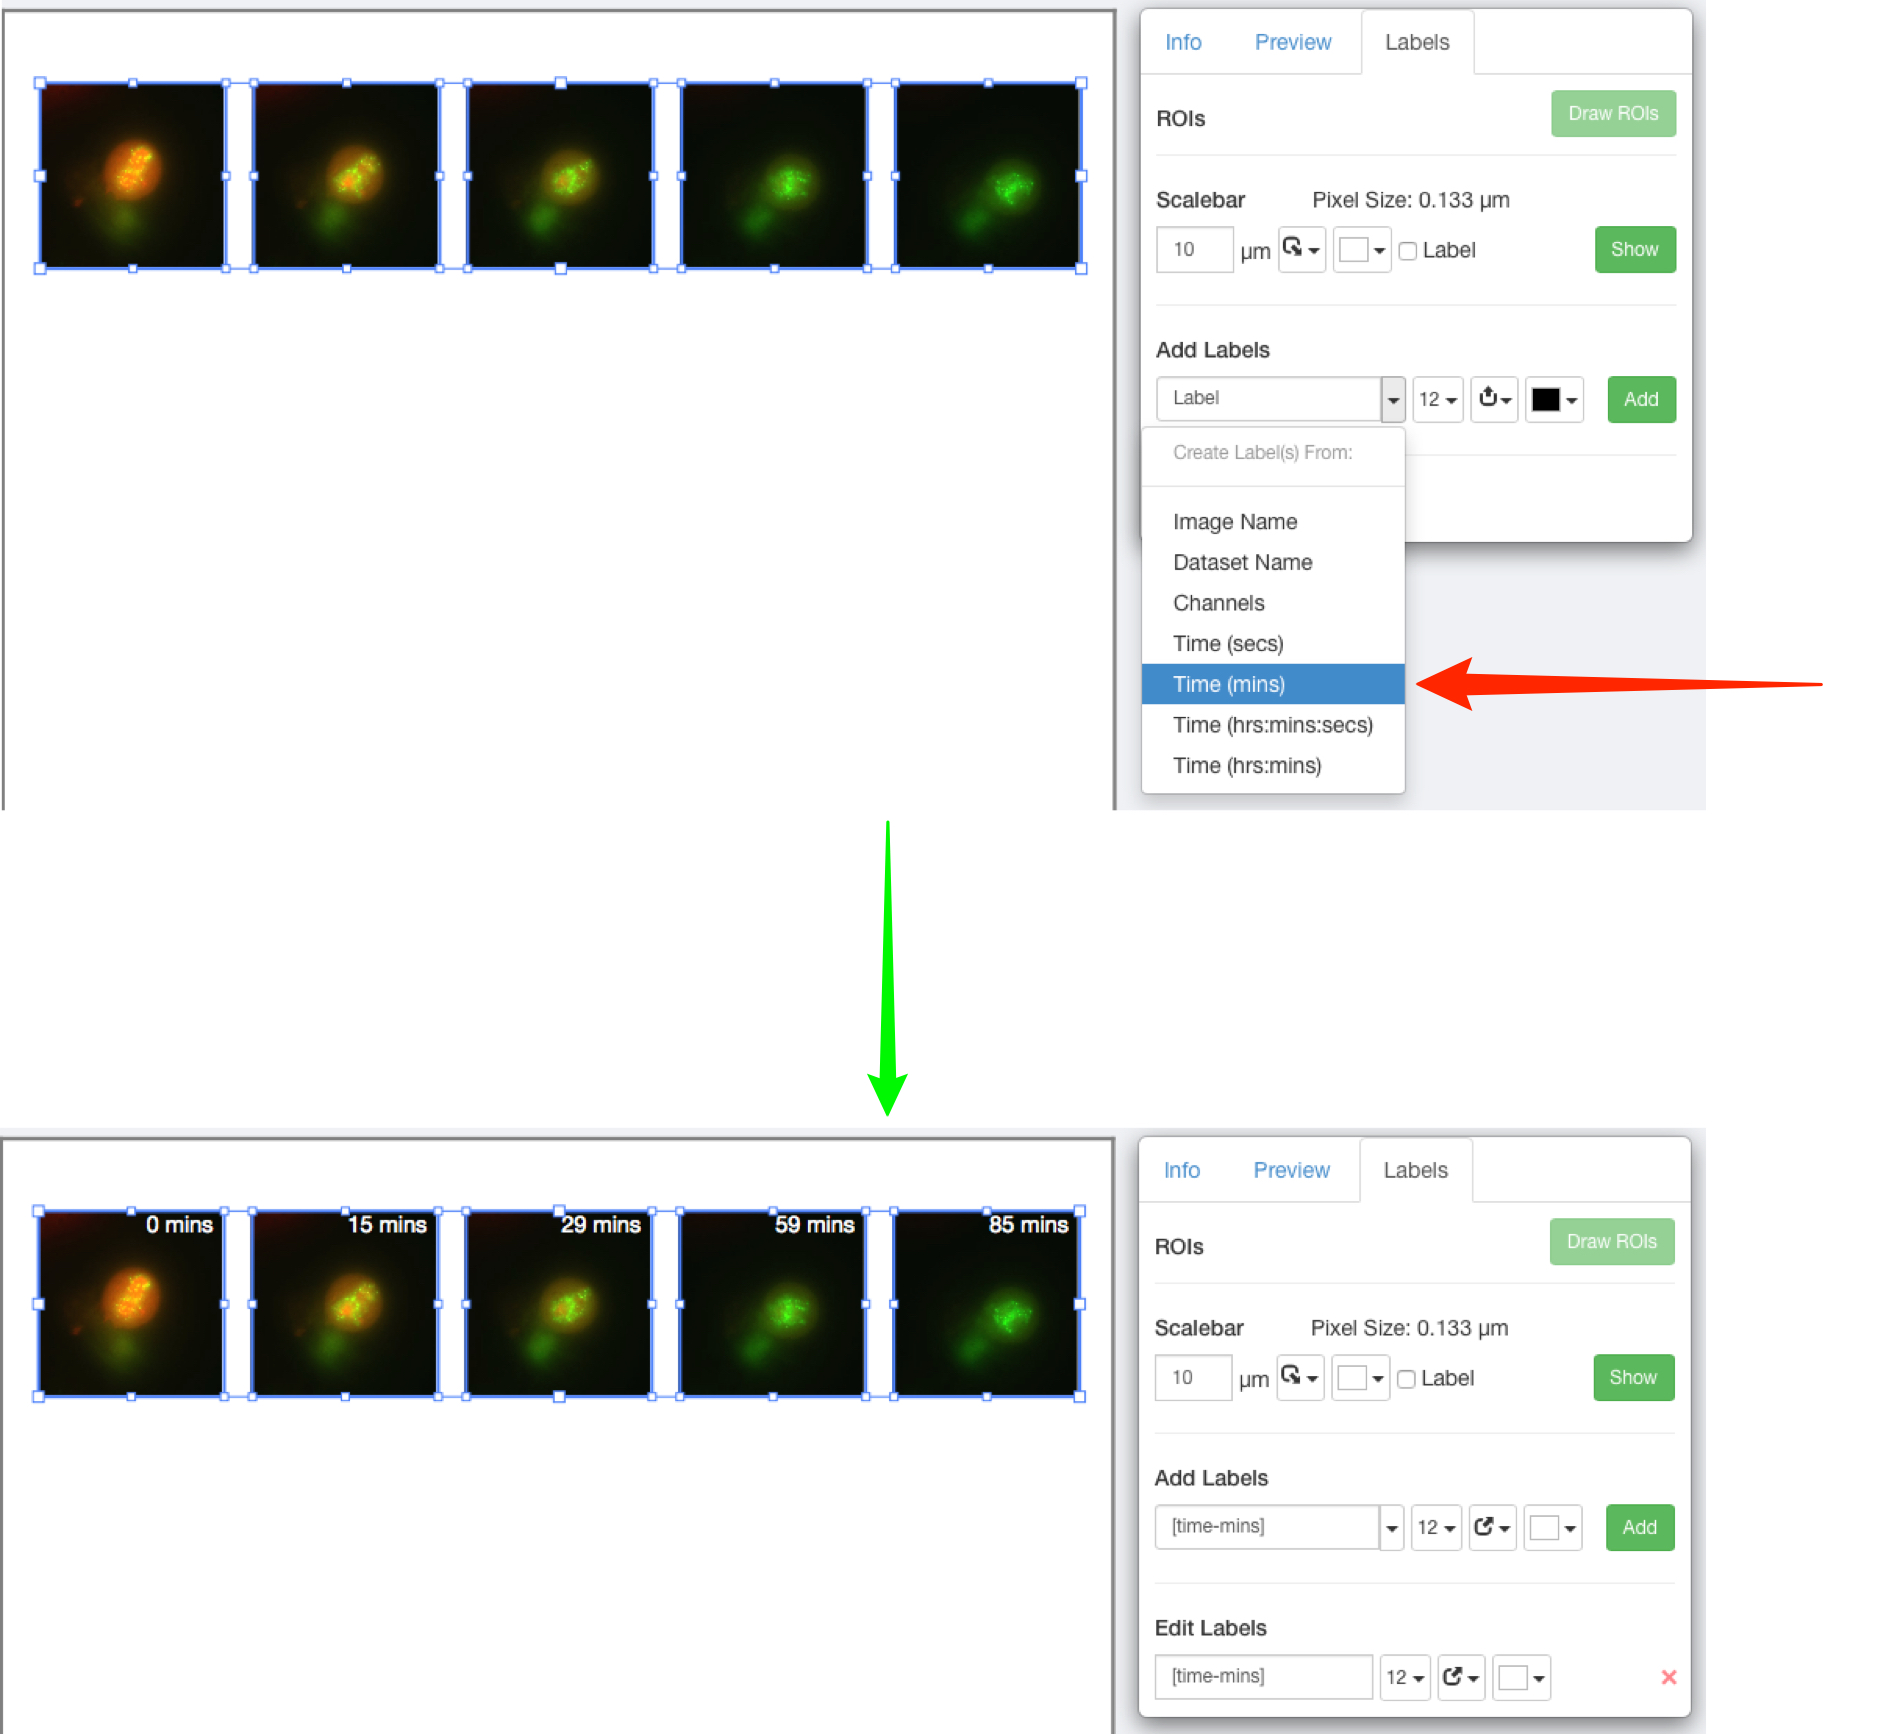 Info Preview Labels
ROIs Draw ROIs
Scalebar Pixel Size: 0.133 µm
10 µm Label Show
Add Labels
Label 12 Add
Create Label(s) From:
Image Name
Dataset Name
Channels
Time (secs)
Time (mins)
Time (hrs:mins:secs)
Time (hrs:mins)
0 mins 15 mins 29 mins 59 mins 85 mins
Info Preview Labels
ROIs Draw ROIs
Scalebar Pixel Size: 0.133 µm
10 µm Label Show
Add Labels
[time-mins] 12 Add
Edit Labels
[time-mins] 12